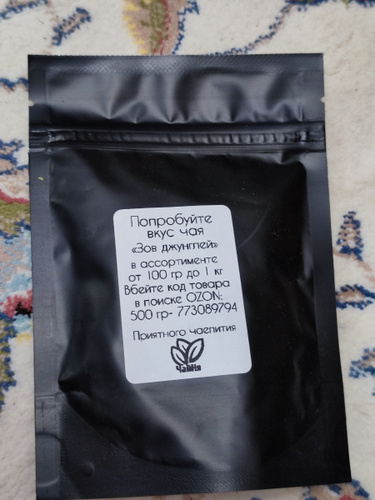 Попробуйте
вкус чая
«Зов джунглей»
в ассортименте
от 100 гр до 1 кг
Вбейте код товара
в поиске OZON:
500 гр- 773089794
Приятного чаепития
ЧайНя